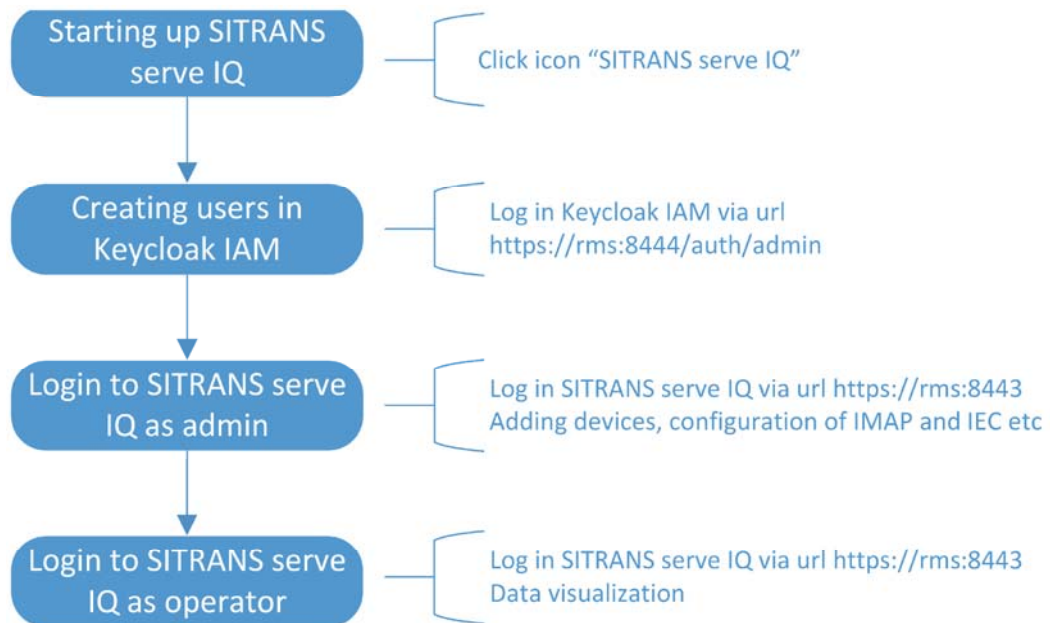 Starting up SITRANS
serve IQ
Click icon “SITRANS serve IQ”
Creating users in
Keycloak IAM
Log in Keycloak IAM via url
https://rms:8444/auth/admin
Login to SITRANS serve
IQ as admin
Log in SITRANS serve IQ via url https://rms:8443
Adding devices, configuration of IMAP and IEC etc
Login to SITRANS serve
IQ as operator
Log in SITRANS serve IQ via url https://rms:8443
Data visualization